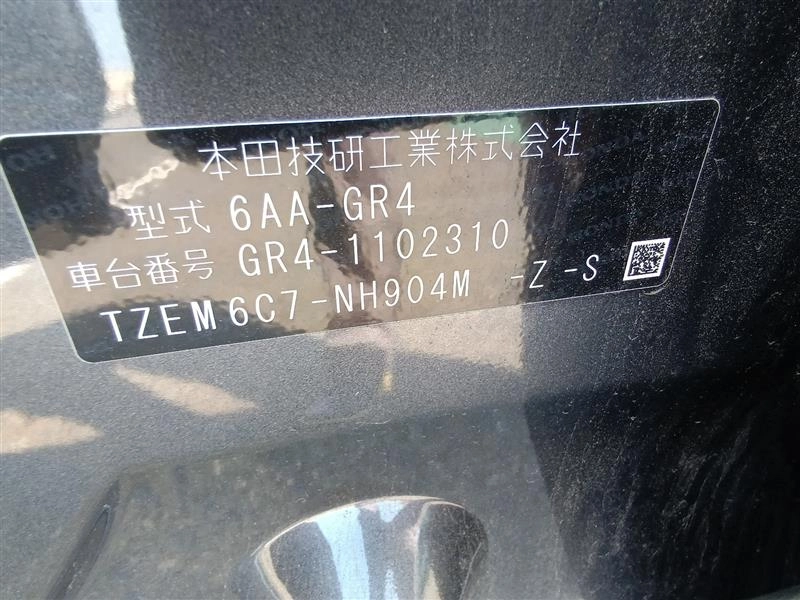 本田技研工業株式会社
型式 6AA-GR4
車台番号 GR4-1102310
TZEM6C7-NH904M -Z-S